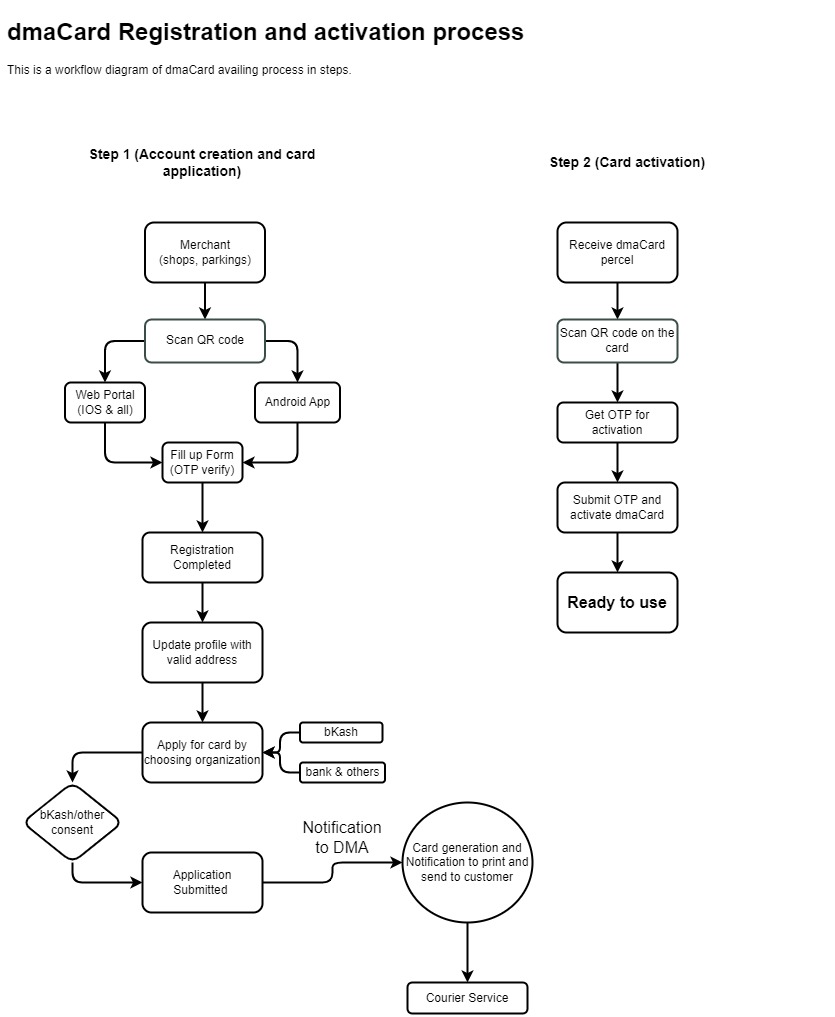 dmaCard Registration and activation process
This is a workflow diagram of dmaCard availing process in steps.
Step 1 (Account creation and card
application)
Step 2 (Card activation)
Merchant
(shops, parkings)
Scan QR code
Web Portal
(IOS & all)
Android App
Fill up Form
(OTP verify)
Registration
Completed
Update profile with
valid address
Apply for card by
choosing organization
bKash
bank & others
bKash/other
consent
Application
Submitted
Notification
to DMA
Card generation and
Notification to print and
send to customer
Courier Service
Receive dmaCard
percel
Scan QR code on the
card
Get OTP for
activation
Submit OTP and
activate dmaCard
Ready to use